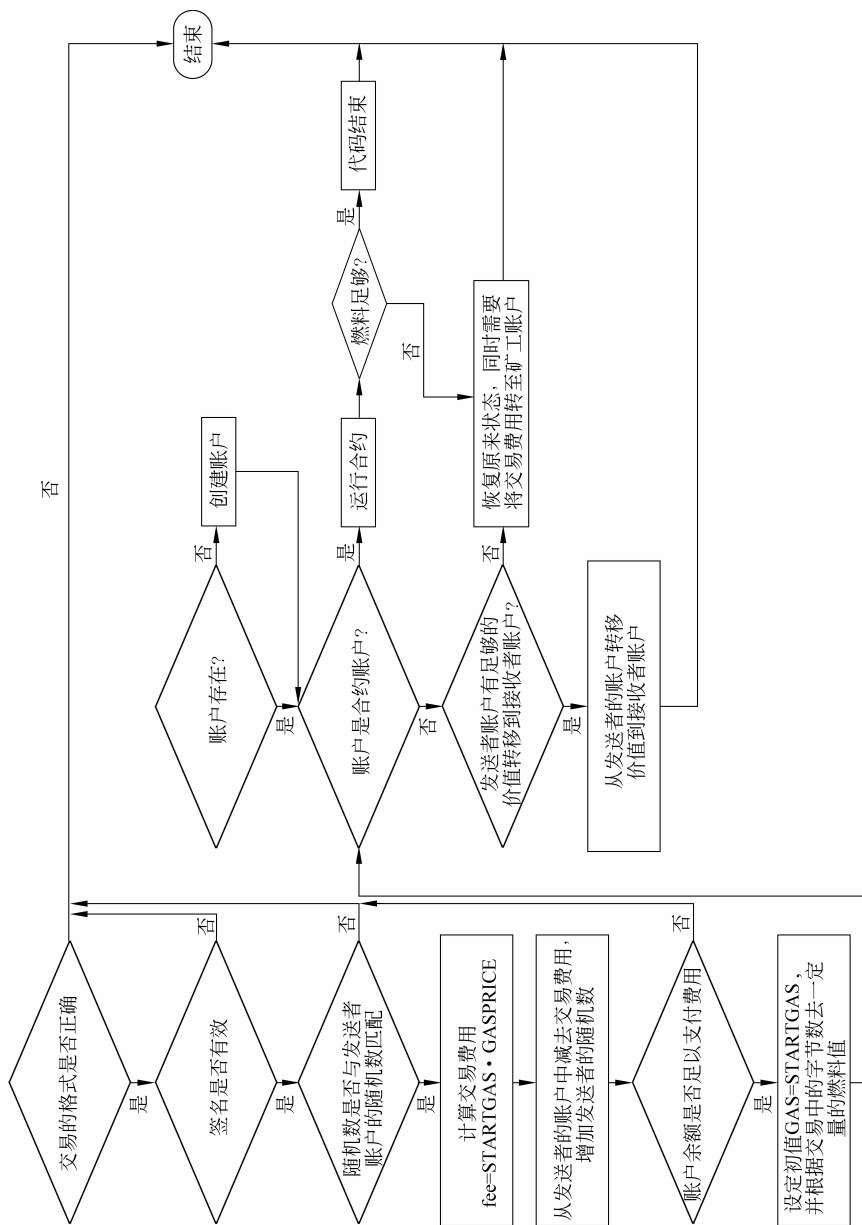 交易的格式是否正确
是
签名是否有效
否
是
随机数是否与发送者
账户的随机数匹配
否
是
计算交易费用
fee=STARTGAS·GASPRICE
从发送者的账户中减去交易费用，
增加发送者的随机数
账户余额是否足以支付费用
否
是
设定初值GAS=STARTGAS，
并根据交易中的字节数去一定
量的燃料值
账户存在？
否
创建账户
是
账户是合约账户？
是
运行合约
燃料足够？
是
代码结束
否
否
发送者账户有足够的
价值转移到接收者账户？
否
恢复原来状态，同时需要
将交易费用转至矿工账户
是
从发送者的账户转移
价值到接收者账户
否
结束